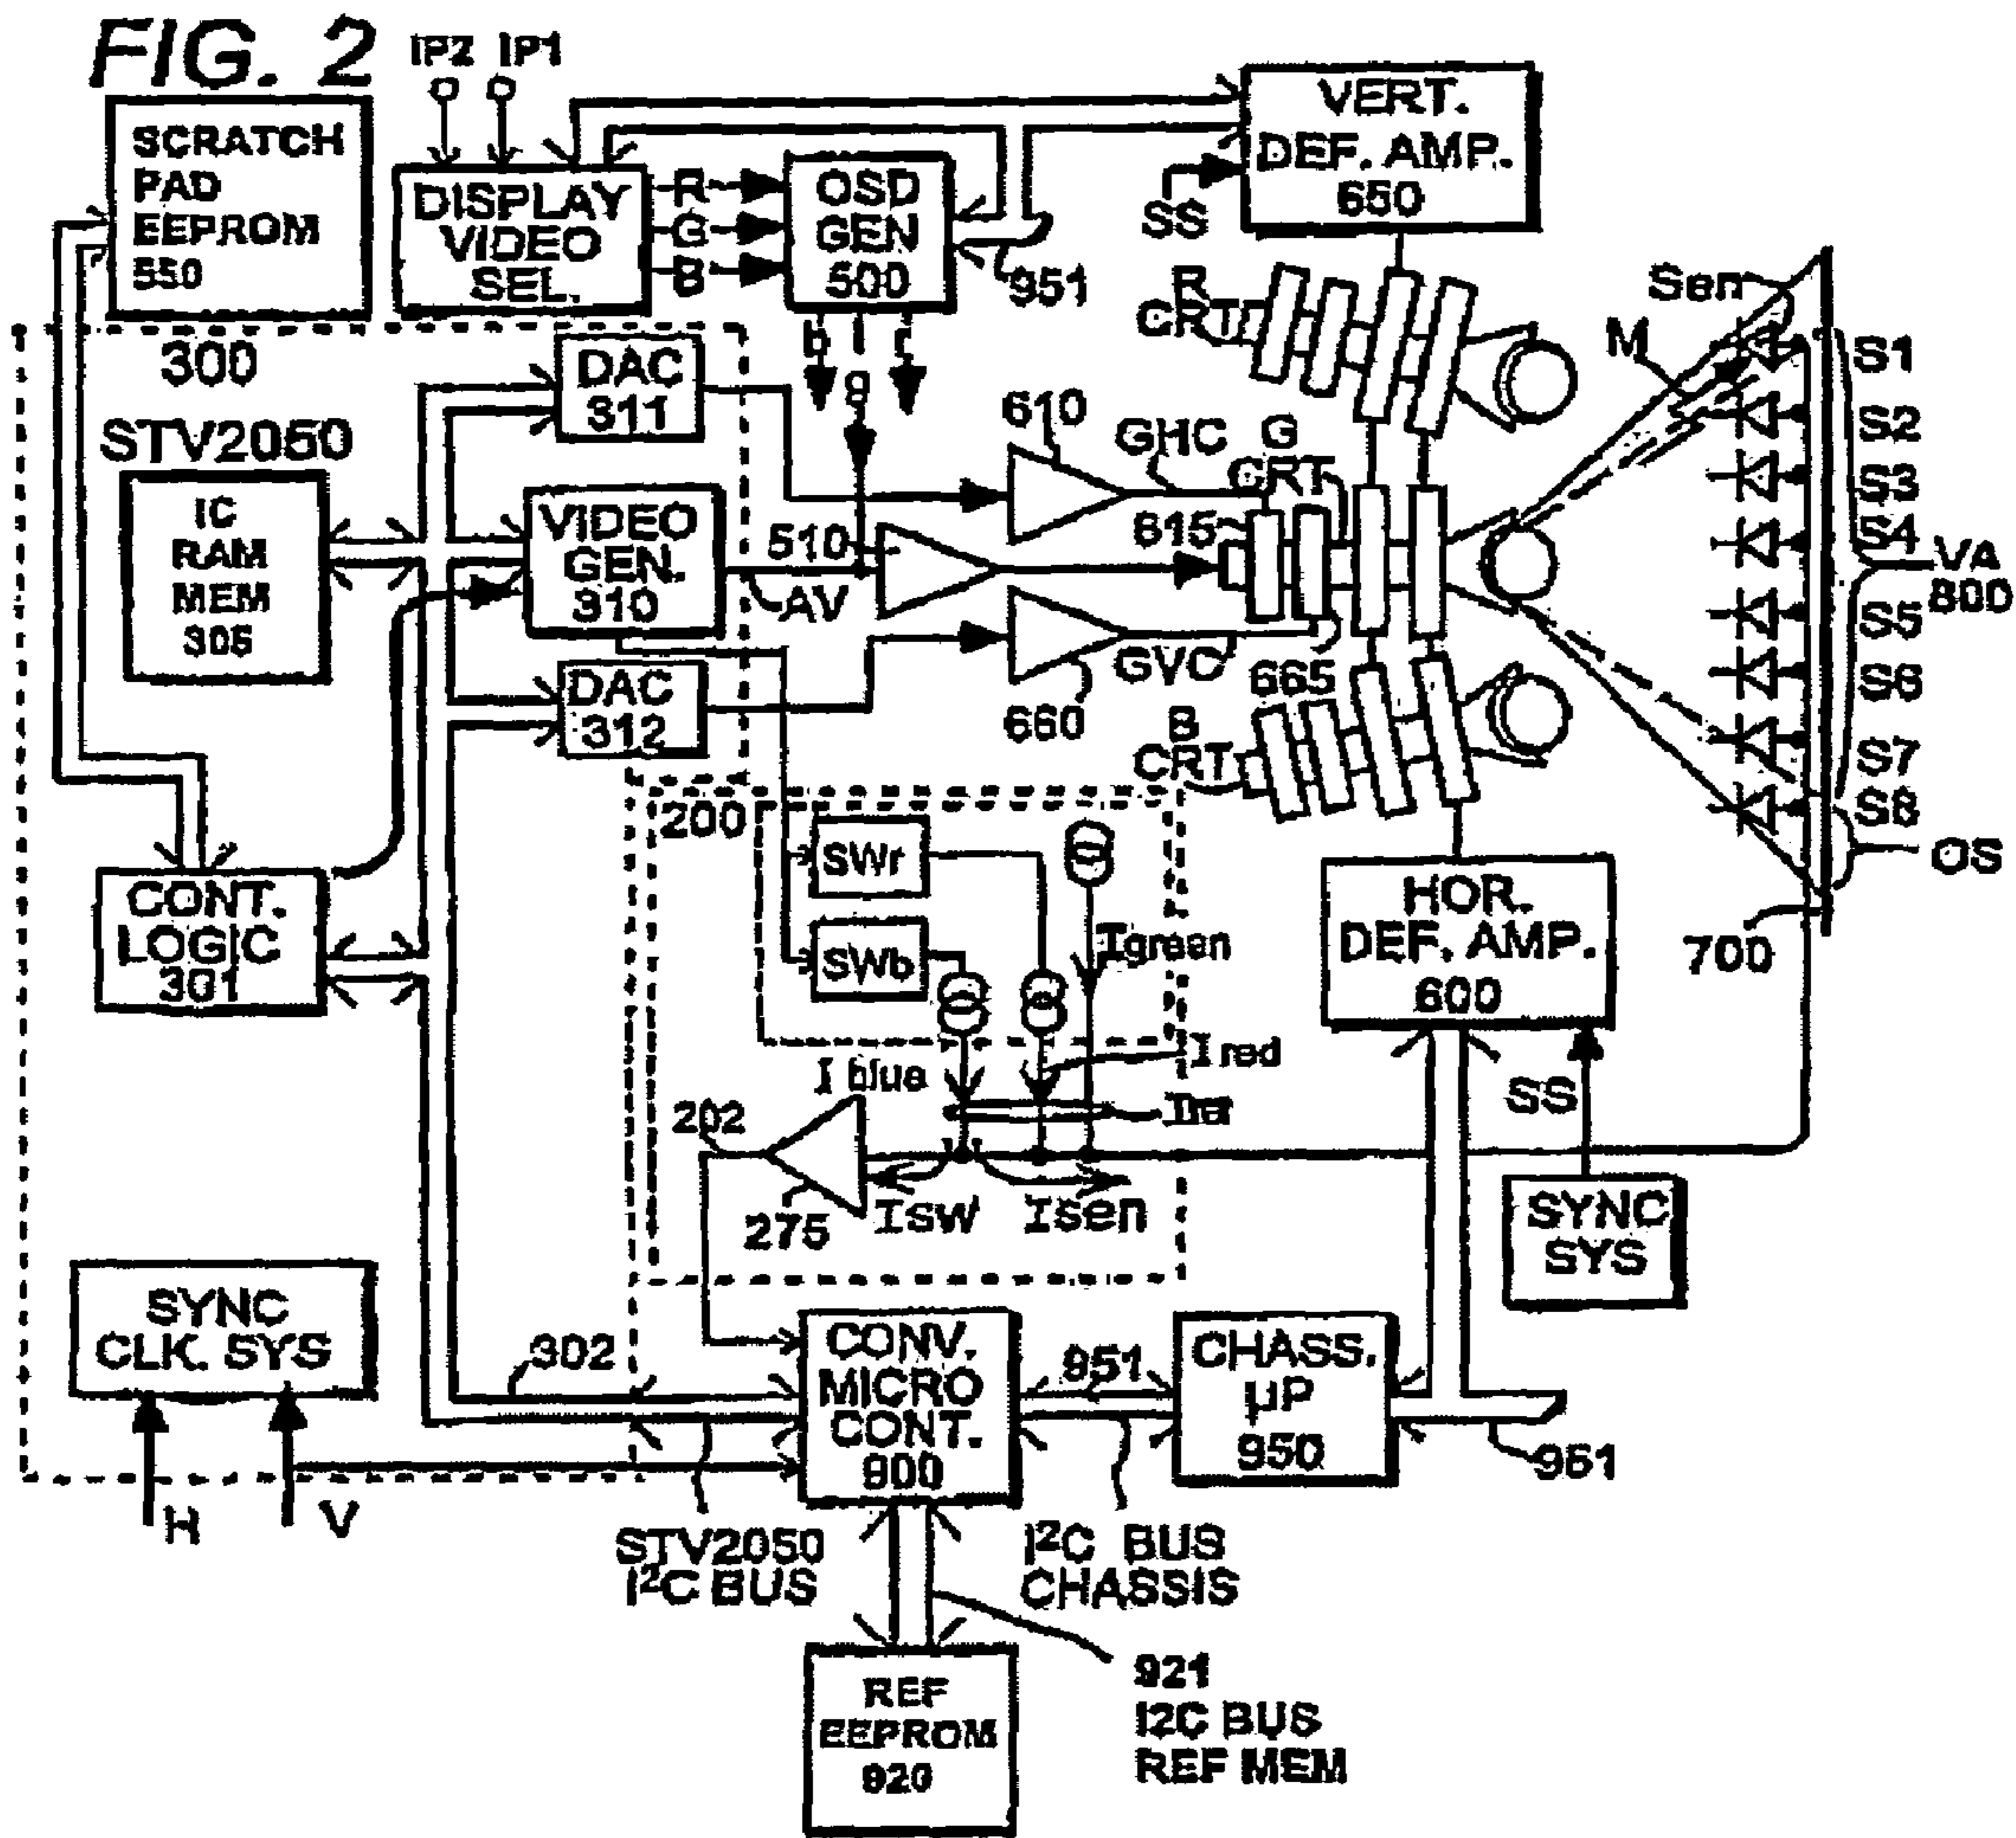 FIG. 2
IP2 IP1
SCRATCH
PAD
EEPROM
550
DISPLAY
VIDEO
SEL.
R
G
B
OSD
GEN
500
951
VERT.
DEF. AMP.
650
SS
300
STV2050
IC
RAM
MEM
305
DAC
311
VIDEO
GEN.
310
DAC
312
b
g
r
510
AV
610
GHC
660
GVC
615
665
R
CRT
G
CRT
B
CRT
Sen
M
S1
S2
S3
S4
S5
S6
S7
S8
VA
800
OS
700
CONT.
LOGIC
301
200
SWr
SWb
Igreen
I red
I blue
202
275
Isw
Isen
HOR.
DEF. AMP.
600
SS
SYNC
SYS
SYNC
CLK. SYS
H
V
302
CONV.
MICRO
CONT.
900
951
CHASS.
µP
950
951
STV2050
I²C BUS
I²C BUS
CHASSIS
REF
EEPROM
920
921
I2C BUS
REF MEM